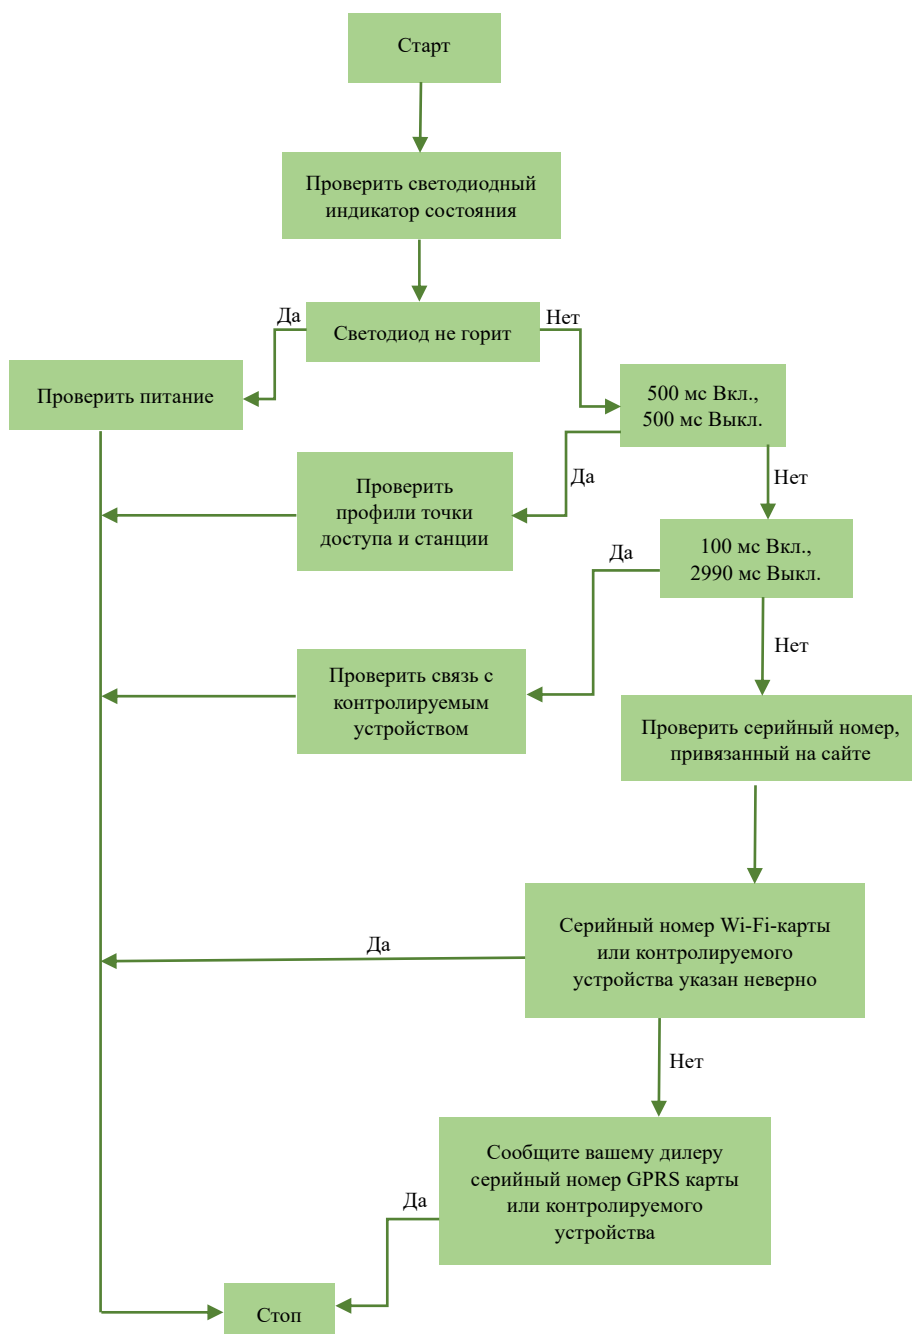 Старт
Проверить светодиодный
индикатор состояния
Да
Светодиод не горит
Нет
Проверить питание
500 мс Вкл.,
500 мс Выкл.
Да
Нет
Проверить
профили точки
доступа и станции
100 мс Вкл.,
2990 мс Выкл.
Да
Нет
Проверить связь с
контролируемым
устройством
Проверить серийный номер,
привязанный на сайте
Серийный номер Wi-Fi-карты
или контролируемого
устройства указан неверно
Да
Нет
Сообщите вашему дилеру
серийный номер GPRS карты
или контролируемого
устройства
Да
Стоп